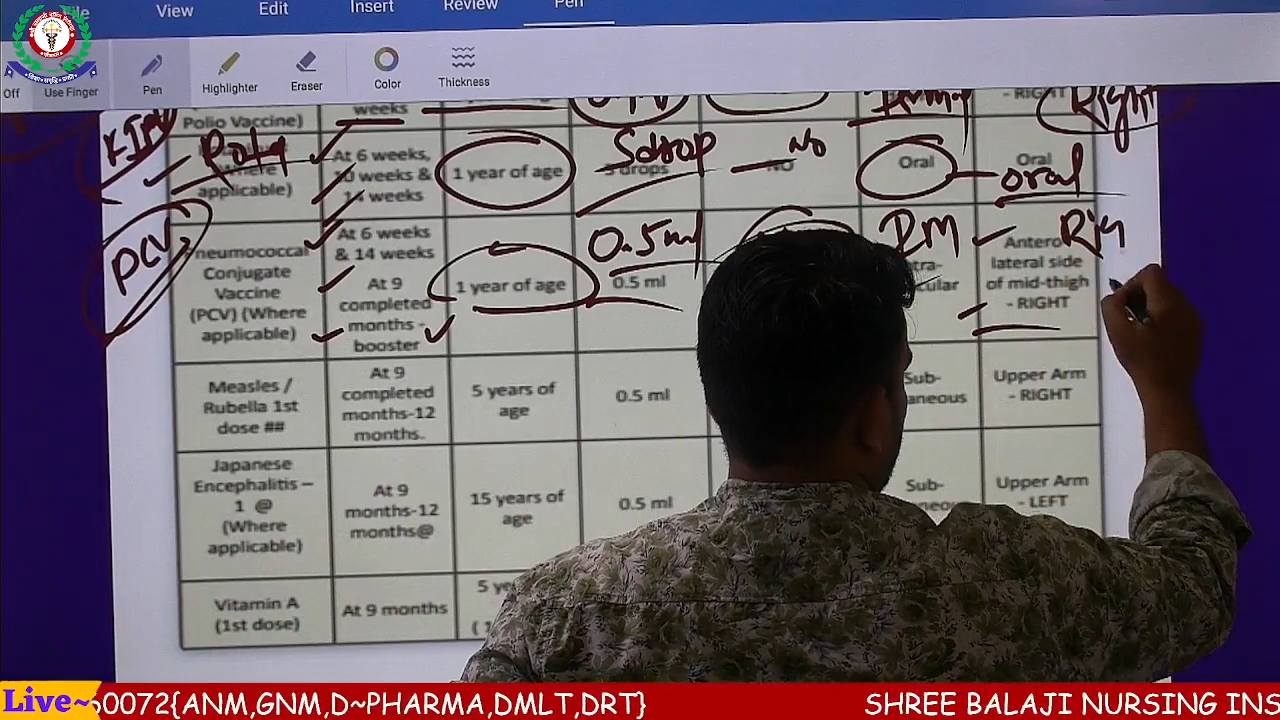 File View Edit Insert Review Pen
Off Use Finger Pen Highlighter Eraser Color Thickness
Polio Vaccine)
weeks
- RIGHT
Right
Rota
applicable)
At 6 weeks,
10 weeks &
14 weeks
1 year of age
5drop
5 drops
No
NO
Oral
Oral
oral
PCV
Pneumococcal
Conjugate
Vaccine
(PCV) (Where
applicable)
At 6 weeks
& 14 weeks
At 9
completed
months -
booster
1 year of age
0.5ml
0.5 ml
IM
Antero
lateral side
of mid-thigh
- RIGHT
Rig
Measles /
Rubella 1st
dose ##
At 9
completed
months-12
months.
5 years of
age
0.5 ml
Sub-
Upper Arm
- RIGHT
Japanese
Encephalitis –
1 @
(Where
applicable)
At 9
months-12
months@
15 years of
age
0.5 ml
Sub-
Upper Arm
- LEFT
Vitamin A
(1st dose)
At 9 months
Live~
60072{ANM,GNM,D~PHARMA,DMLT,DRT}
SHREE BALAJI NURSING INS